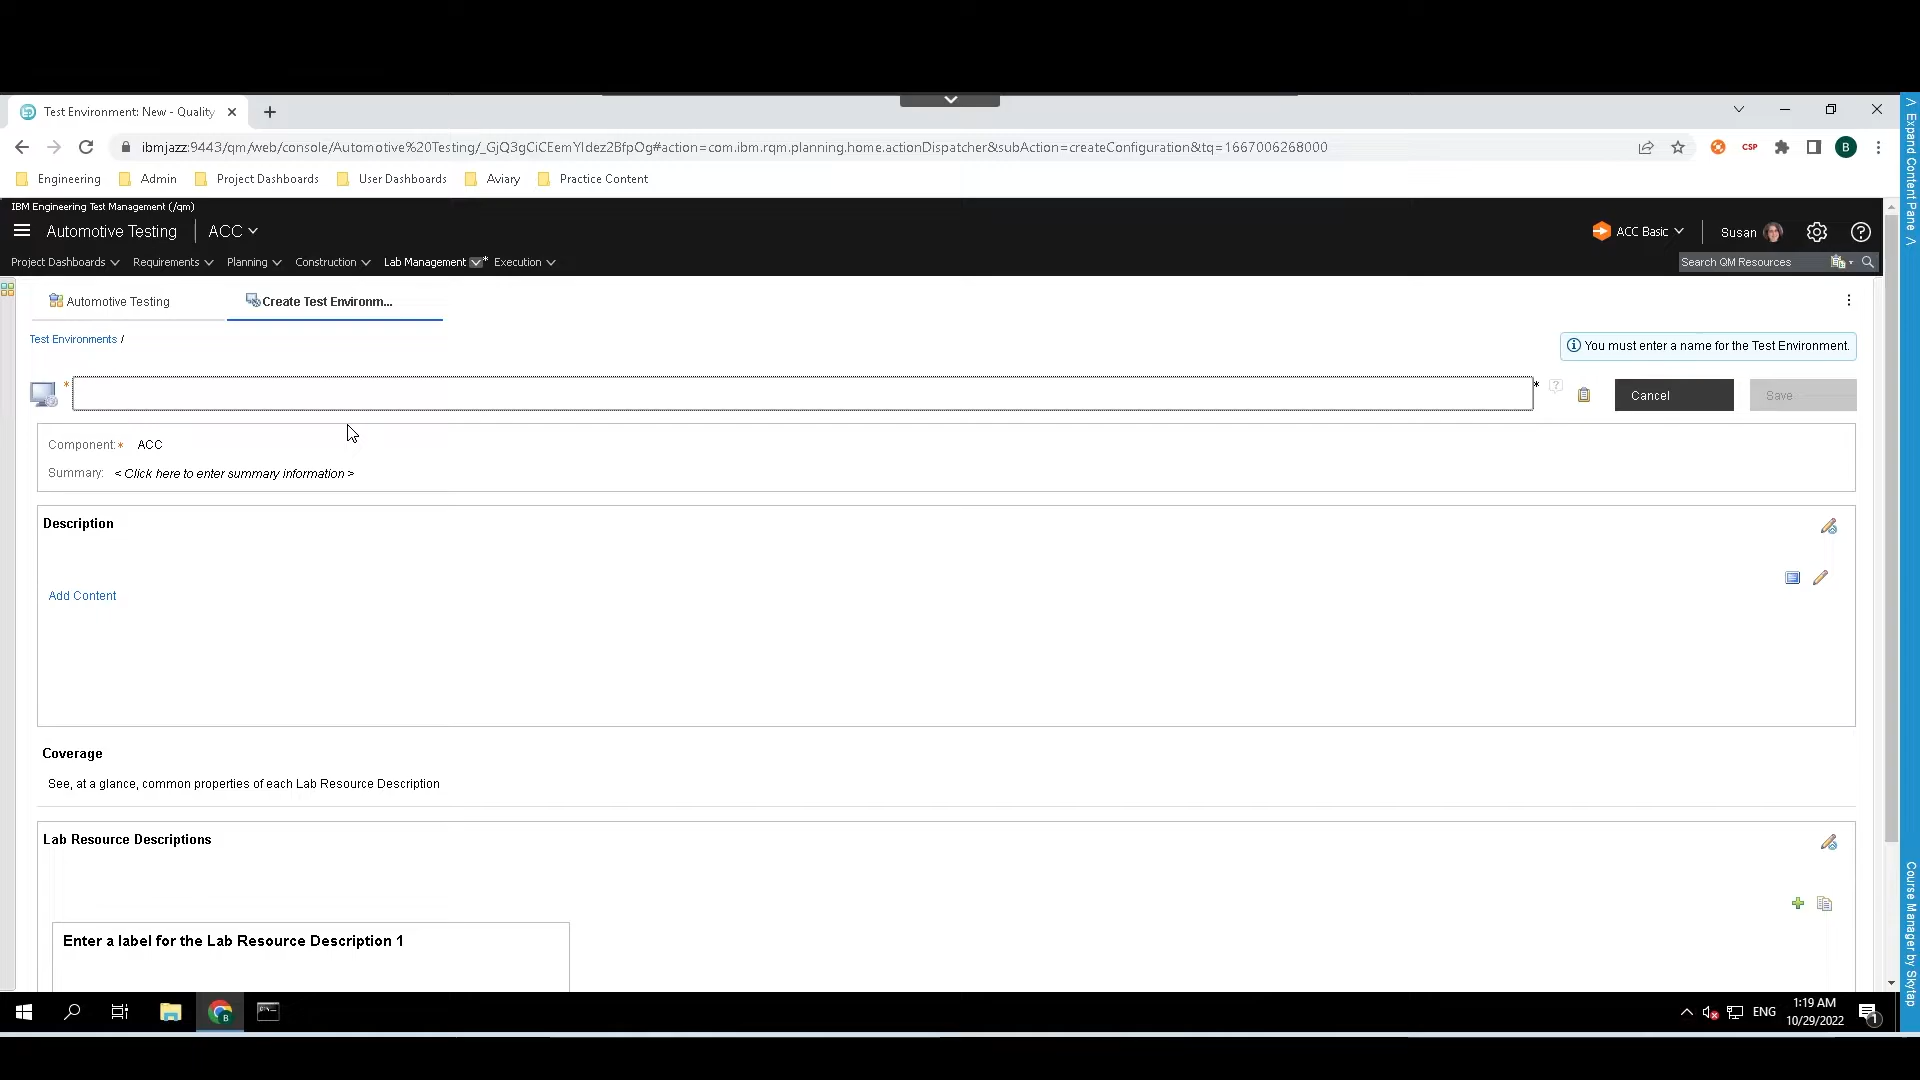 Test Environment: New - Quality
ibmjazz:9443/qm/web/console/Automotive%20Testing/_GjQ3gCiCEemYIdez2BfpOg#action=com.ibm.rqm.planning.home.actionDispatcher&subAction=createConfiguration&tq=1667006268000
CSP
B
Engineering
Admin
Project Dashboards
User Dashboards
Aviary
Practice Content
IBM Engineering Test Management (/qm)
Automotive Testing
ACC
ACC Basic
Susan
Project Dashboards
Requirements
Planning
Construction
Lab Management
*
Execution
Search QM Resources
Automotive Testing
Create Test Environm...
Test Environments /
You must enter a name for the Test Environment.
*
*
?
Cancel
Save
Component:* ACC
Summary: < Click here to enter summary information >
Description
Add Content
Coverage
See, at a glance, common properties of each Lab Resource Description
Lab Resource Descriptions
Enter a label for the Lab Resource Description 1
ENG
1:19 AM
10/29/2022
1
B
Expand Content Pane
Course Manager by Skytap